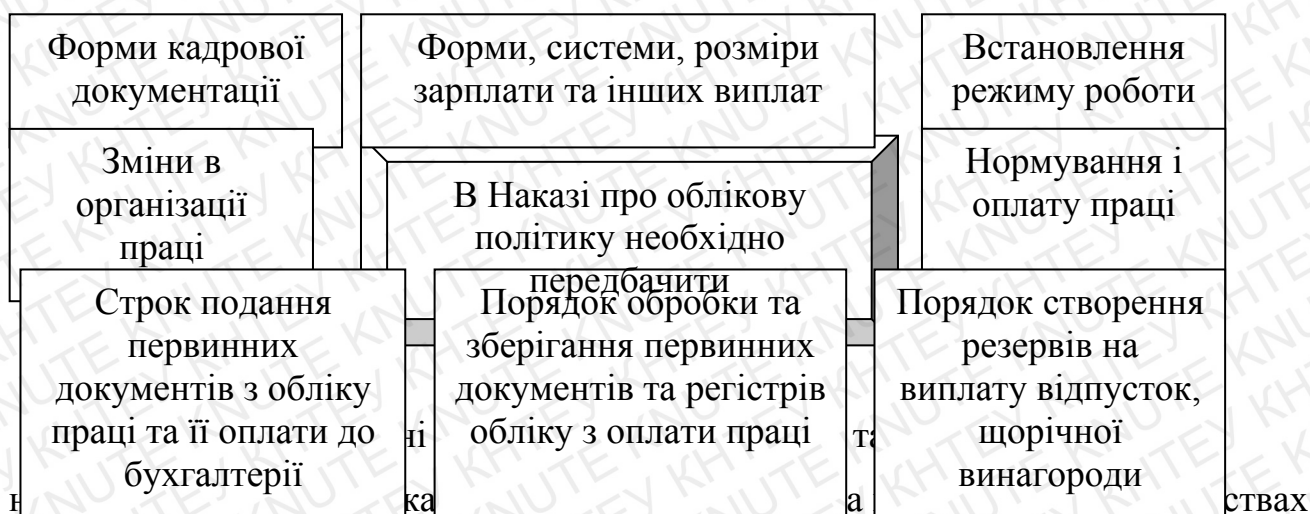 Форми кадрової
документації
Форми, системи, розміри
зарплати та інших виплат
Встановлення
режиму роботи
Зміни в
організації
праці
В Наказі про облікову
політику необхідно
передбачити
Нормування і
оплату праці
Строк подання
первинних
документів з обліку
праці та її оплати до
бухгалтерії
Порядок обробки та
зберігання первинних
документів та регістрів
обліку з оплати праці
Порядок створення
резервів на
виплату відпусток,
щорічної
винагороди